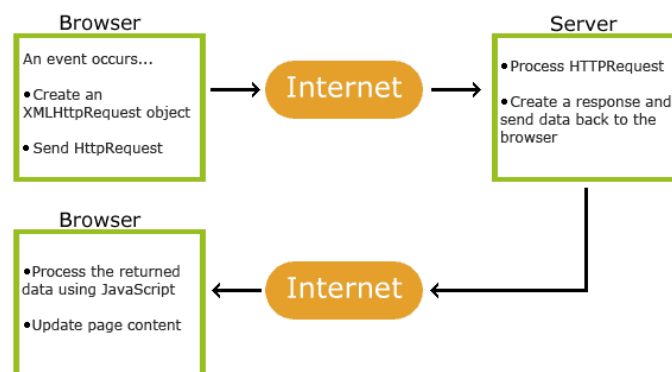 Browser
An event occurs...
•Create an
XMLHttpRequest object
•Send HttpRequest
Internet
Server
•Process HTTPRequest
•Create a response and
send data back to the
browser
Browser
•Process the returned
data using JavaScript
•Update page content
Internet